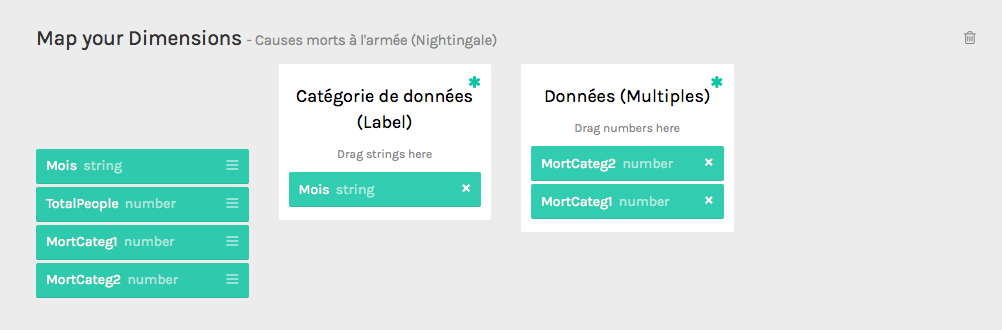 Map your Dimensions - Causes morts à l'armée (Nightingale)
Mois string
TotalPeople number
MortCateg1 number
MortCateg2 number
Catégorie de données
(Label)
Drag strings here
Mois string
Données (Multiples)
Drag numbers here
MortCateg2 number
MortCateg1 number